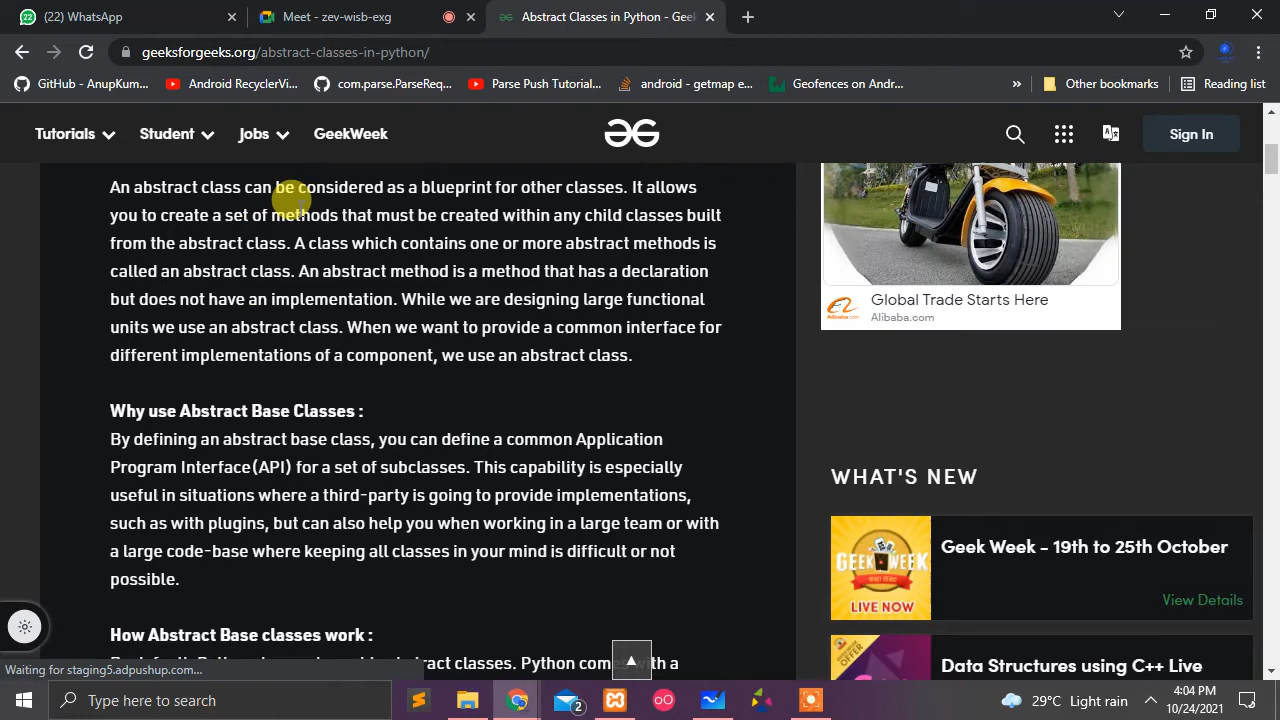 (22) WhatsApp
Meet - zev-wisb-exg
Abstract Classes in Python - Geek
geeksforgeeks.org/abstract-classes-in-python/
GitHub - AnupKum...
Android RecyclerVi...
com.parse.ParseReq...
Parse Push Tutorial...
android - getmap e...
Geofences on Andr...
»
Other bookmarks
Reading list
Tutorials
Student
Jobs
GeekWeek
Sign In
An abstract class can be considered as a blueprint for other classes. It allows
you to create a set of methods that must be created within any child classes built
from the abstract class. A class which contains one or more abstract methods is
called an abstract class. An abstract method is a method that has a declaration
but does not have an implementation. While we are designing large functional
units we use an abstract class. When we want to provide a common interface for
different implementations of a component, we use an abstract class.
Why use Abstract Base Classes :
By defining an abstract base class, you can define a common Application
Program Interface(API) for a set of subclasses. This capability is especially
useful in situations where a third-party is going to provide implementations,
such as with plugins, but can also help you when working in a large team or with
a large code-base where keeping all classes in your mind is difficult or not
possible.
How Abstract Base classes work :
classes. Python comes with a
Global Trade Starts Here
Alibaba.com
WHAT'S NEW
GEEK WEEK
LIVE NOW
Geek Week - 19th to 25th October
View Details
Data Structures using C++ Live
Waiting for staging5.adpushup.com...
Type here to search
2
29°C Light rain
4:04 PM
10/24/2021